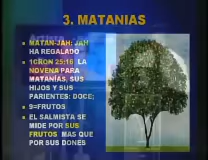 3. MATANIAS
MATAN-JAH: JAH
HA REGALADO
1CRON 25:16 LA
NOVENA PARA
MATANÍAS, SUS
HIJOS Y SUS
PARIENTES: DOCE;
9=FRUTOS
EL SALMISTA SE
MIDE POR SUS
FRUTOS MAS QUE
POR SUS DONES